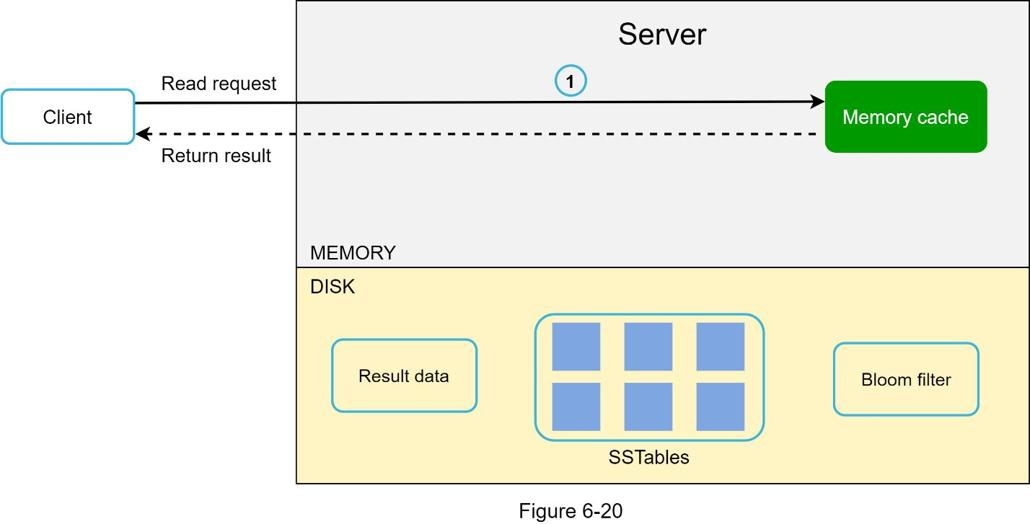 Server
Read request
1
Client
Memory cache
Return result
MEMORY
DISK
Result data
Bloom filter
SSTables
Figure 6-20